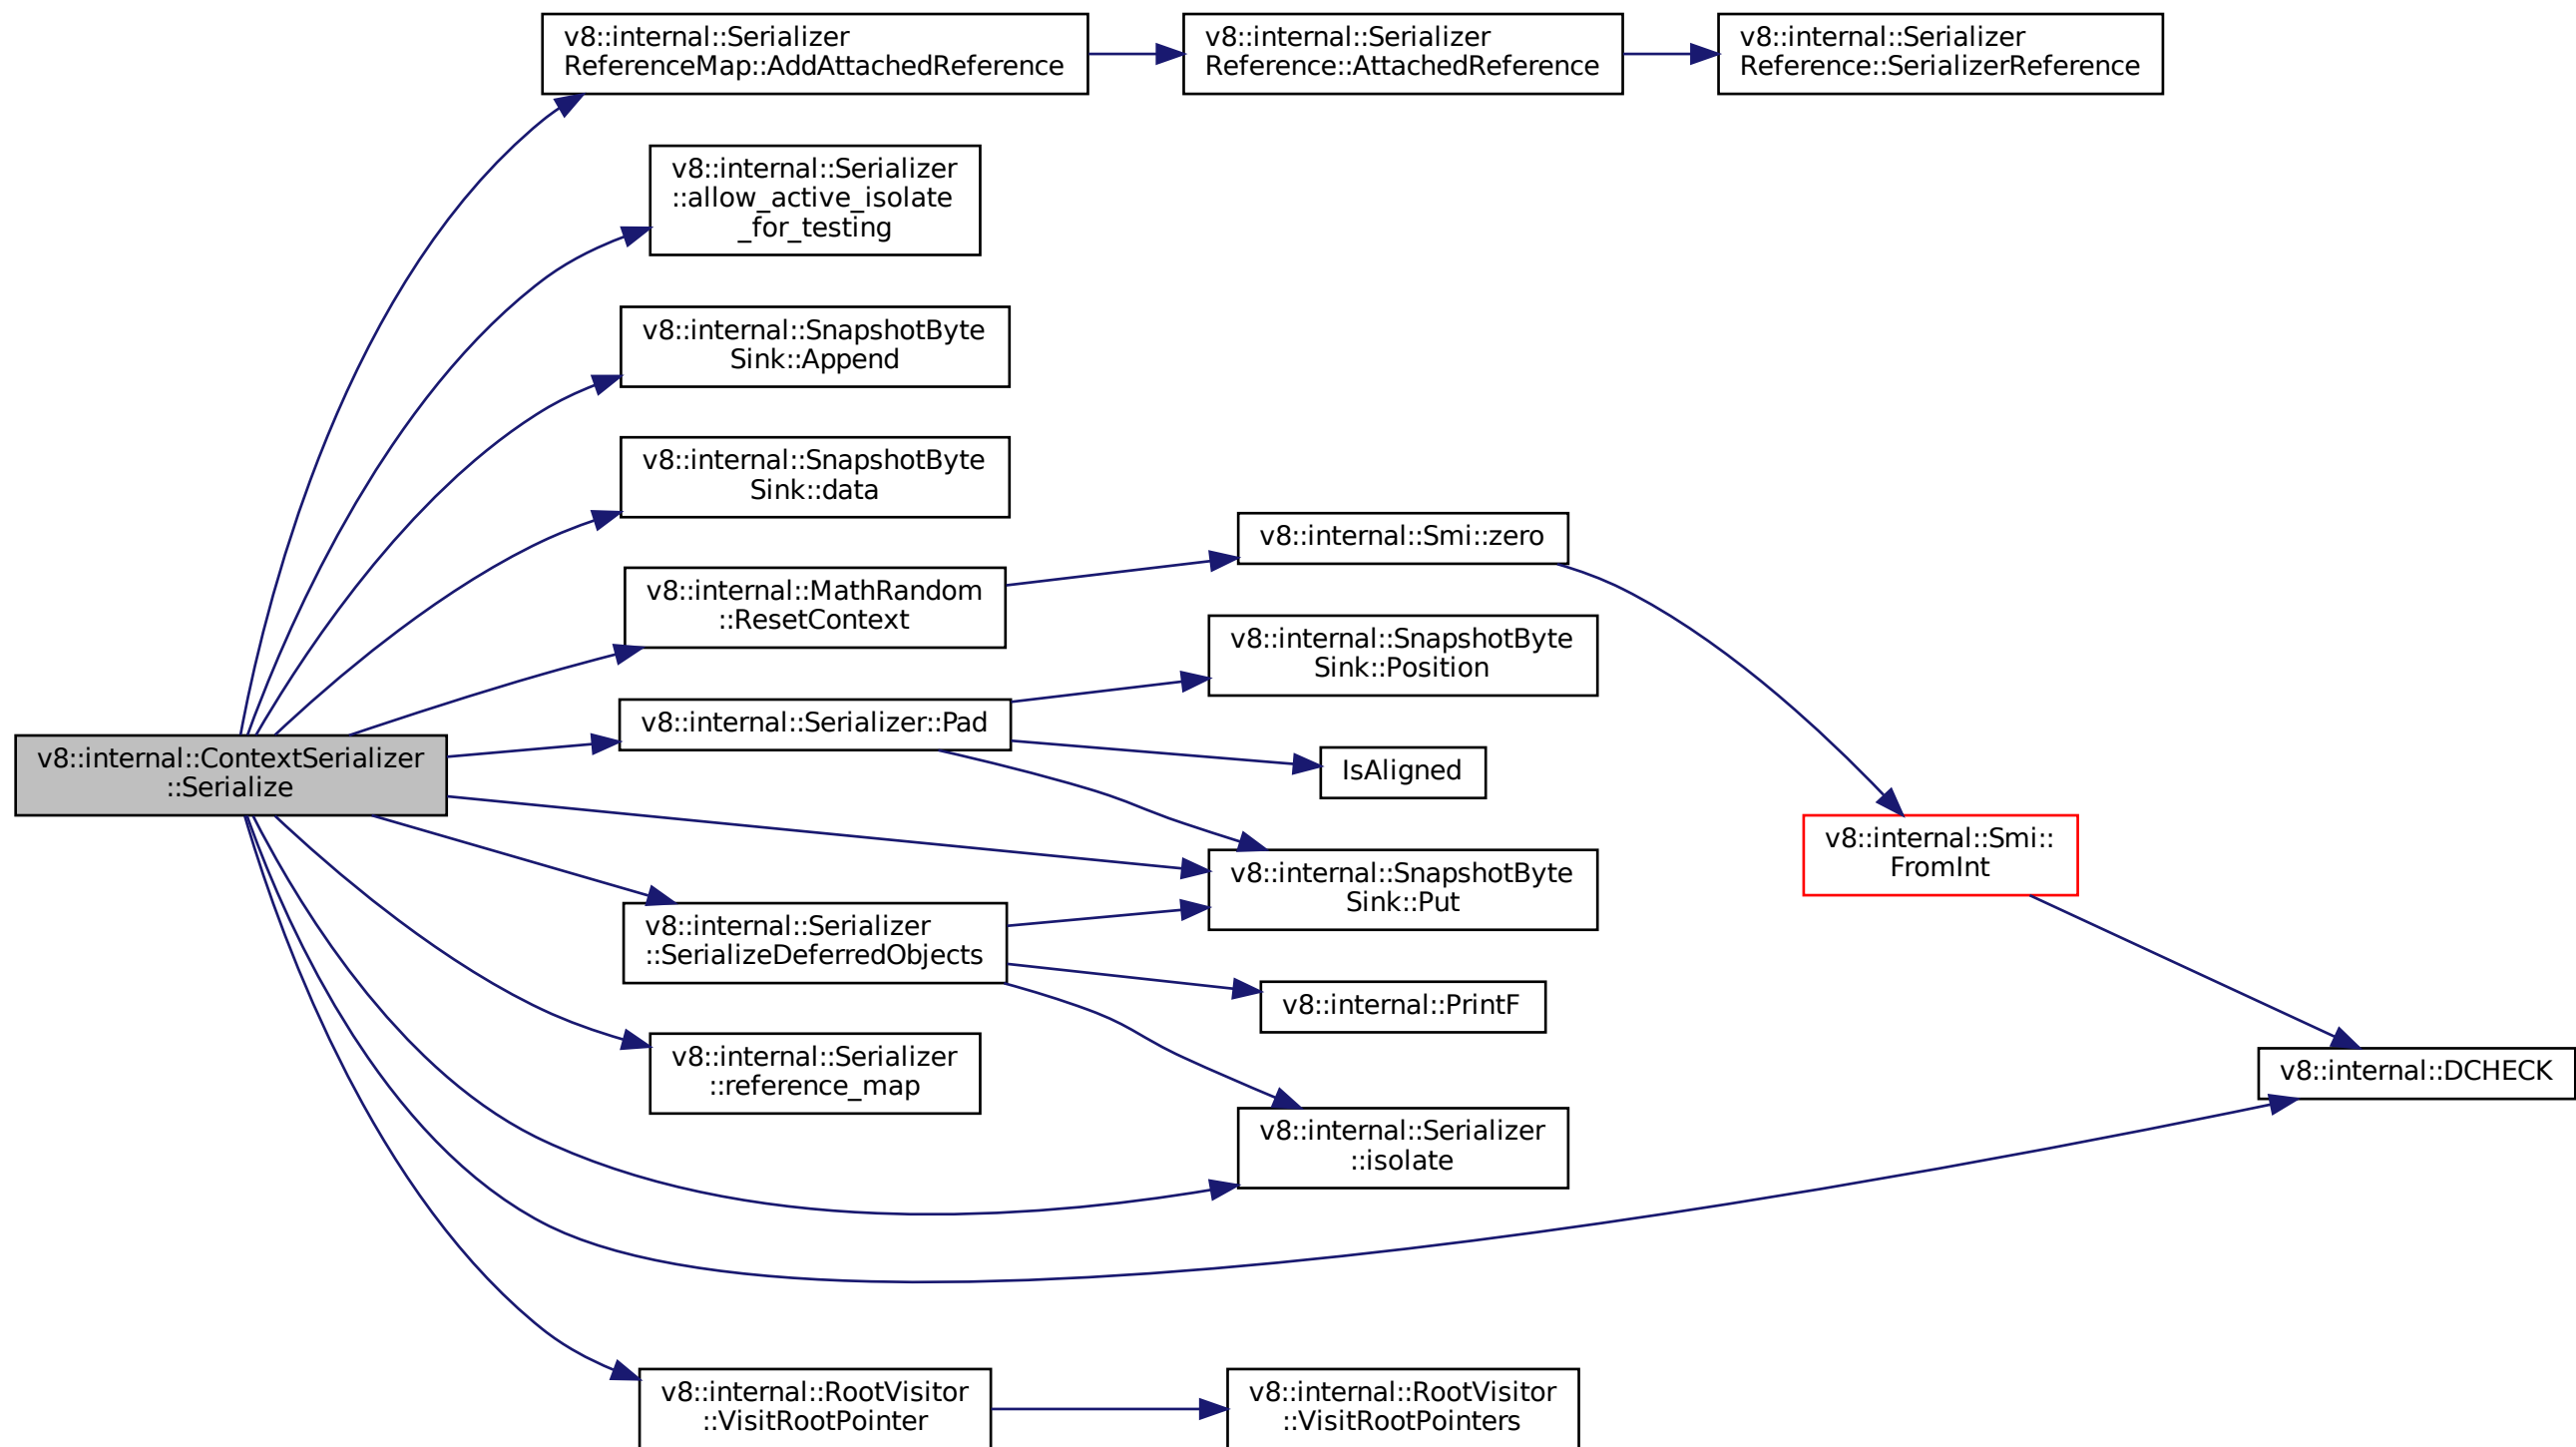 v8::internal::Serializer
ReferenceMap::AddAttachedReference
v8::internal::Serializer
Reference::AttachedReference
v8::internal::Serializer
Reference::SerializerReference
v8::internal::Serializer
::allow_active_isolate
_for_testing
v8::internal::SnapshotByte
Sink::Append
v8::internal::SnapshotByte
Sink::data
v8::internal::MathRandom
::ResetContext
v8::internal::Smi::zero
v8::internal::SnapshotByte
Sink::Position
v8::internal::Serializer::Pad
IsAligned
v8::internal::ContextSerializer
::Serialize
v8::internal::Smi::
FromInt
v8::internal::SnapshotByte
Sink::Put
v8::internal::Serializer
::SerializeDeferredObjects
v8::internal::PrintF
v8::internal::Serializer
::reference_map
v8::internal::DCHECK
v8::internal::Serializer
::isolate
v8::internal::RootVisitor
::VisitRootPointer
v8::internal::RootVisitor
::VisitRootPointers